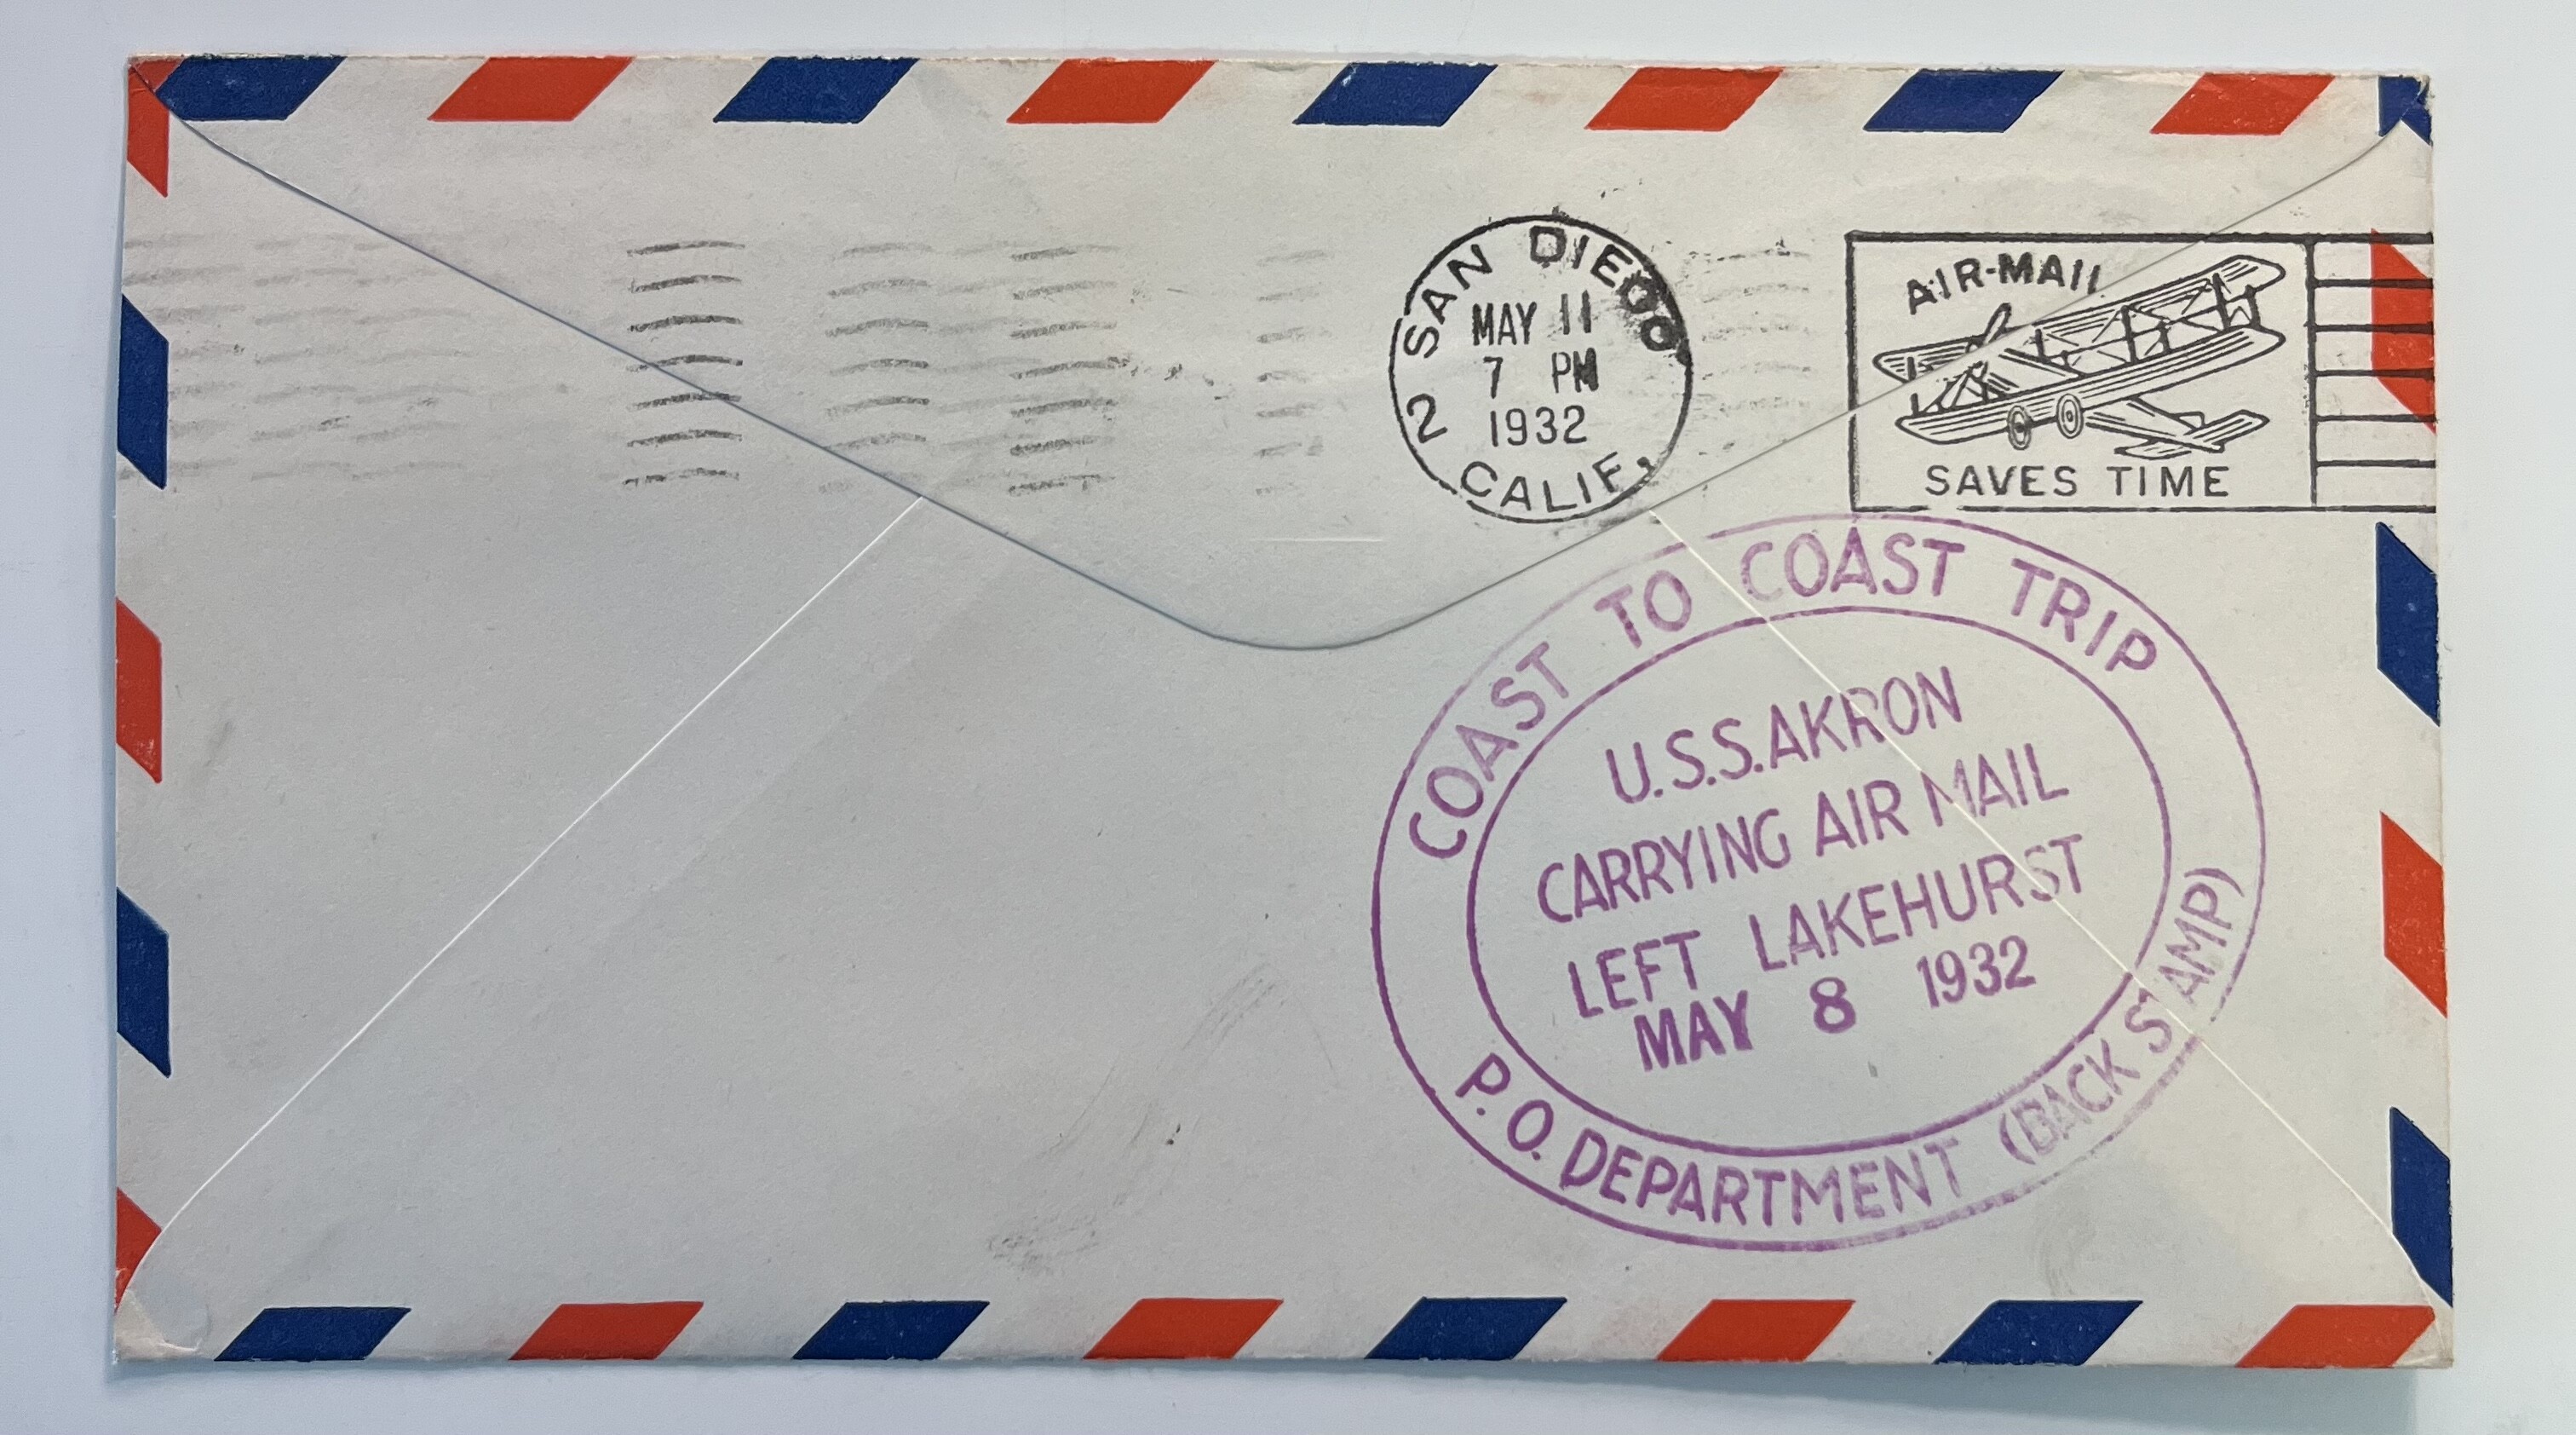 SAN DIEGO
MAY 11
7 PM
1932
2
CALIF.
AIR-MAIL
SAVES TIME
COAST TO COAST TRIP
U.S.S. AKRON
CARRYING AIR MAIL
LEFT LAKEHURST
MAY 8 1932
P.O. DEPARTMENT (BACK STAMP)